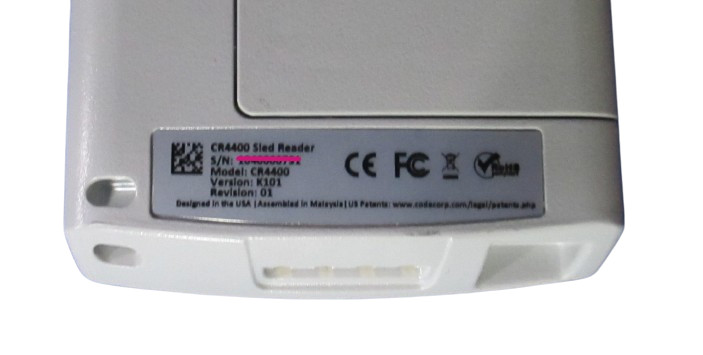 CR4400 Sled Reader
S/N:
Model: CR4400
Version: K101
Revision: 01
CE FC RoHS
Designed in the USA | Assembled in Malaysia | US Patents: www.codecorp.com/legal/patents.php